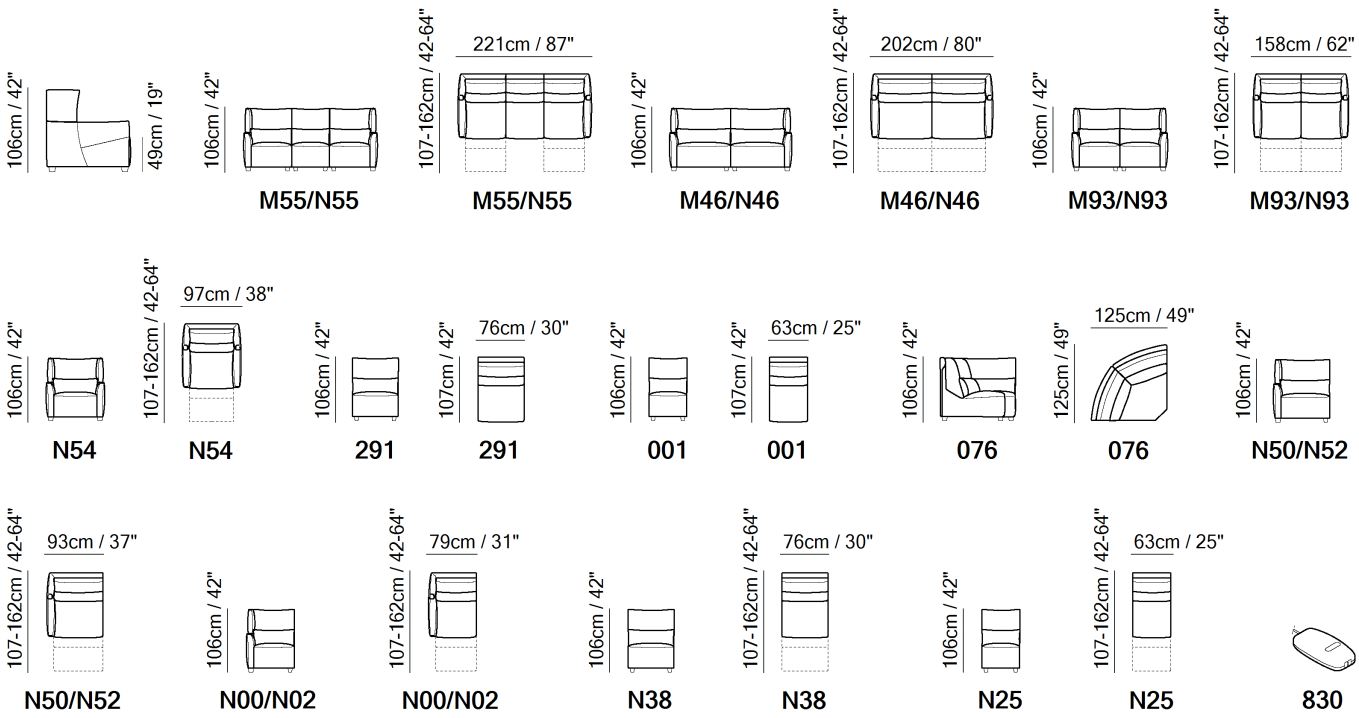 106cm / 42"
49cm / 19"
106cm / 42"
M55/N55
107-162cm / 42-64"
221cm / 87"
M55/N55
106cm / 42"
M46/N46
107-162cm / 42-64"
202cm / 80"
M46/N46
106cm / 42"
M93/N93
107-162cm / 42-64"
158cm / 62"
M93/N93
106cm / 42"
N54
107-162cm / 42-64"
97cm / 38"
N54
106cm / 42"
291
107cm / 42"
76cm / 30"
291
106cm / 42"
001
107cm / 42"
63cm / 25"
001
106cm / 42"
076
125cm / 49"
125cm / 49"
076
106cm / 42"
N50/N52
107-162cm / 42-64"
93cm / 37"
N50/N52
106cm / 42"
N00/N02
107-162cm / 42-64"
79cm / 31"
N00/N02
106cm / 42"
N38
107-162cm / 42-64"
76cm / 30"
N38
106cm / 42"
N25
107-162cm / 42-64"
63cm / 25"
N25
830